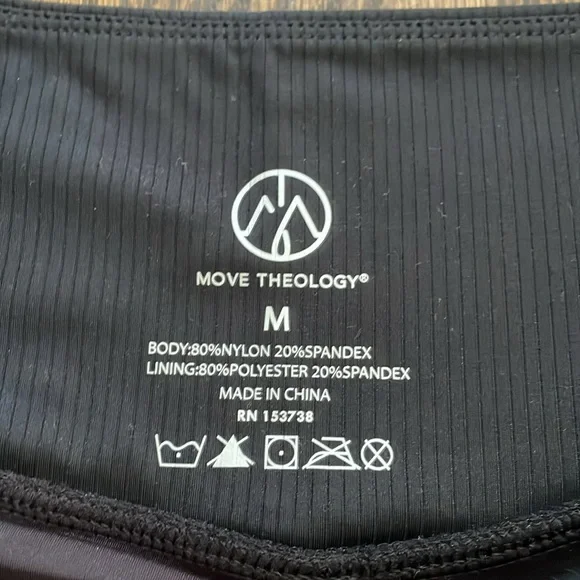 MOVE THEOLOGY®
M
BODY:80%NYLON 20%SPANDEX
LINING:80%POLYESTER 20%SPANDEX
MADE IN CHINA
RN 153738